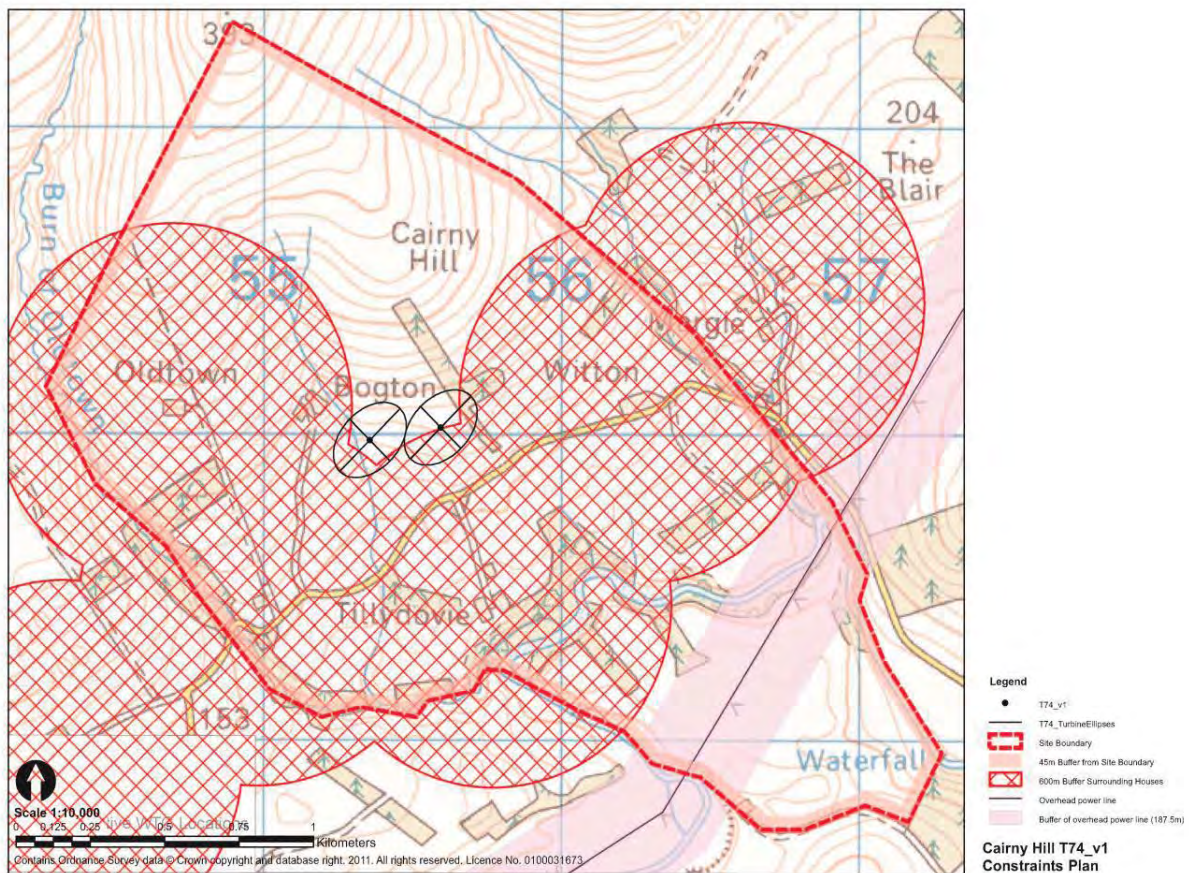 393
204
The
Blair
Burn of Oldtown
Cairny
Hill
55
56
57
Margie
Oldtown
Bogton
Witton
Tillydovie
153
Waterfall
Scale 1:10,000
0 0.125 0.25 0.5 0.75 1
Kilometers
Contains Ordnance Survey data © Crown copyright and database right. 2011. All rights reserved. Licence No. 0100031673
Legend
T74_v1
T74_TurbineEllipses
Site Boundary
45m Buffer from Site Boundary
600m Buffer Surrounding Houses
Overhead power line
Buffer of overhead power line (187.5m)
Cairny Hill T74_v1
Constraints Plan